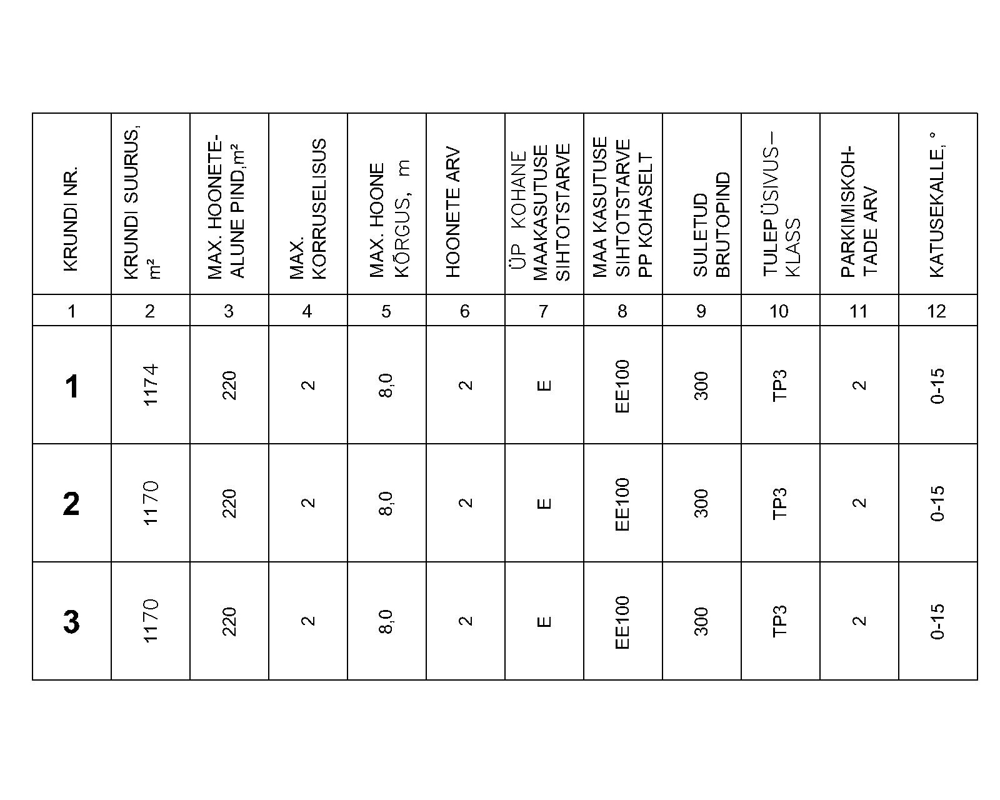 KRUNDI NR.
KRUNDI SUURUS,
m²
MAX. HOONETE-
ALUNE PIND,m²
MAX.
KORRUSELISUS
MAX. HOONE
KÕRGUS, m
HOONETE ARV
ÜP KOHANE
MAAKASUTUSE
SIHTOTSTARVE
MAA KASUTUSE
SIHTOTSTARVE
PP KOHASELT
SULETUD
BRUTOPIND
TULEPÜSIVUS—
KLASS
PARKIMISKOH-
TADE ARV
KATUSEKALLE, °
1 2 3 4 5 6 7 8 9 10 11 12
1 1174 220 2 8,0 2 E EE100 300 TP3 2 0-15
2 1170 220 2 8,0 2 E EE100 300 TP3 2 0-15
3 1170 220 2 8,0 2 E EE100 300 TP3 2 0-15